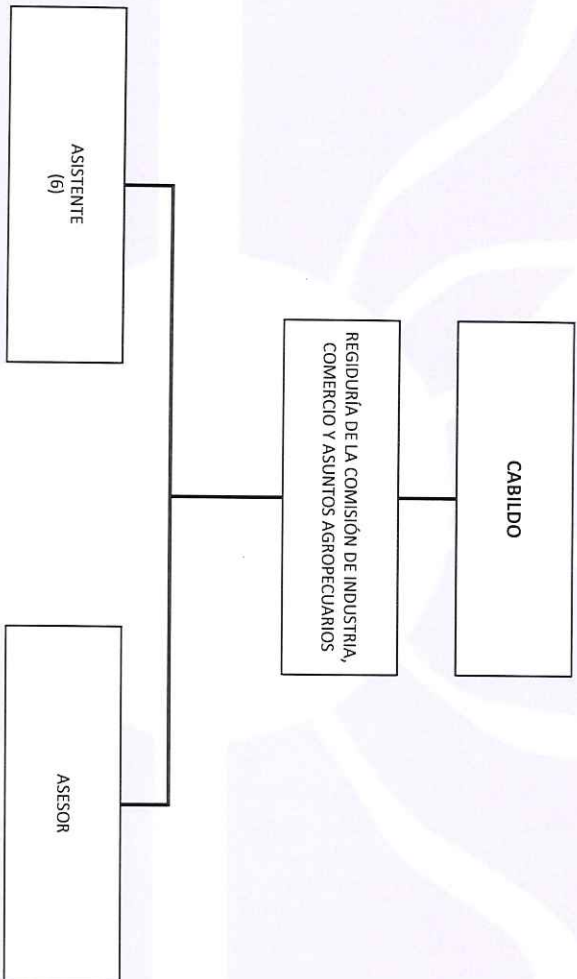 CABILDO
REGIDURÍA DE LA COMISIÓN DE INDUSTRIA,
COMERCIO Y ASUNTOS AGROPECUARIOS
ASISTENTE
(6)
ASESOR